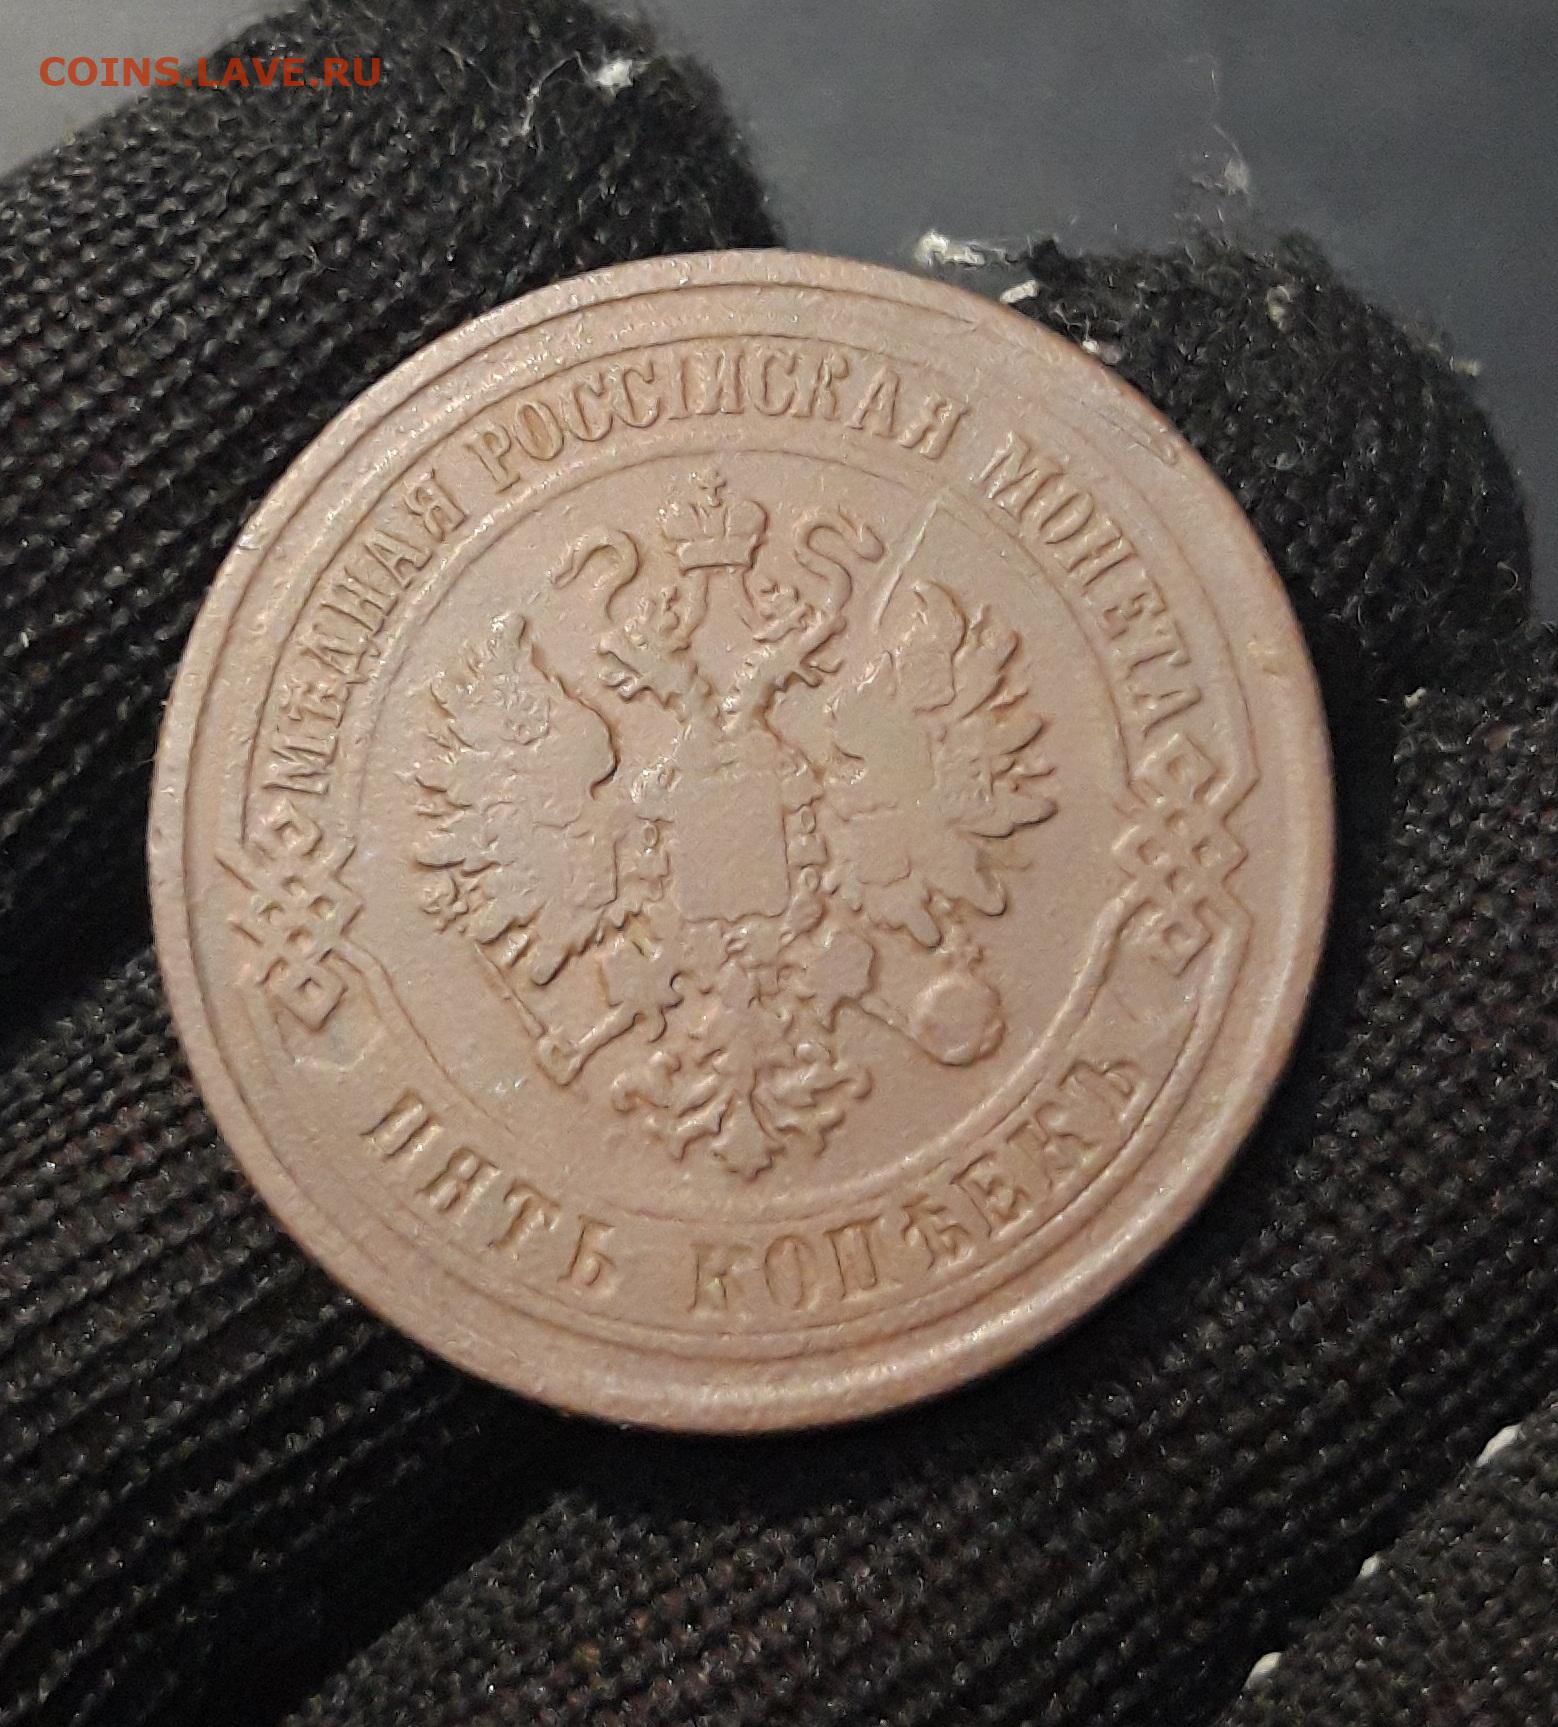 COINS.LAVE.RU
МѢДНАЯ РОССІЙСКАЯ МОНЕТА
ПЯТЬ КОПѢЕКЪ